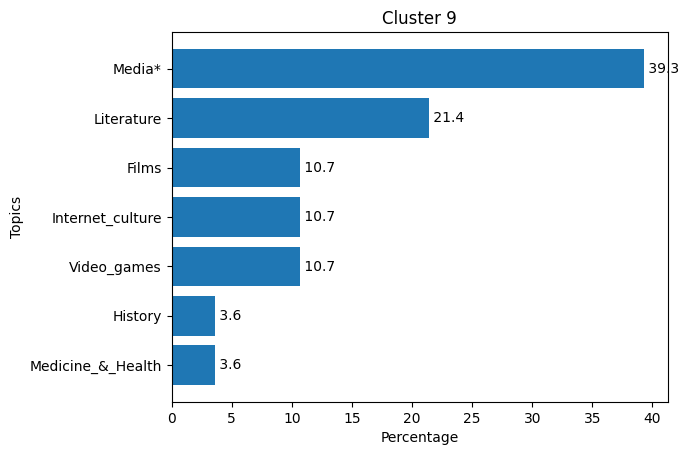 Cluster 9
Topics
Media* 39.3
Literature 21.4
Films 10.7
Internet_culture 10.7
Video_games 10.7
History 3.6
Medicine_&_Health 3.6
0 5 10 15 20 25 30 35 40
Percentage